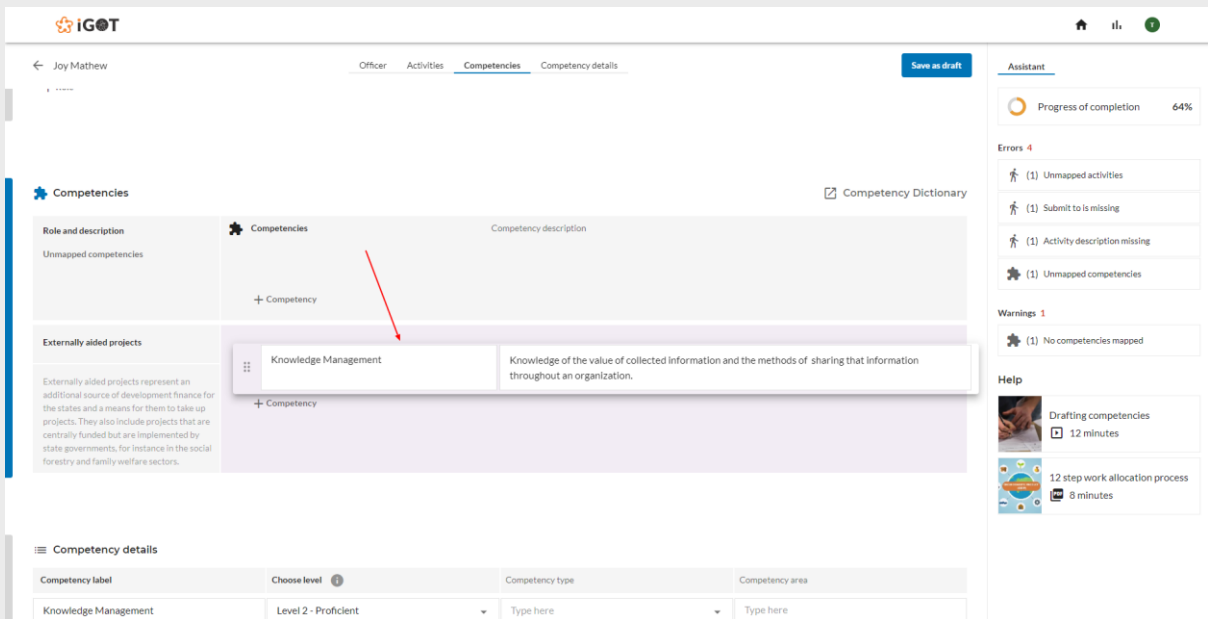 iGOT
T
Joy Mathew
Officer Activities Competencies Competency details
Save as draft
Competencies
Competency Dictionary
Role and description
Competencies
Competency description
Unmapped competencies
+ Competency
Externally aided projects
Knowledge Management
Knowledge of the value of collected information and the methods of sharing that information
throughout an organization.
Externally aided projects represent an
additional source of development finance for
the states and a means for them to take up
projects. They also include projects that are
centrally funded but are implemented by
state governments, for instance in the social
forestry and family welfare sectors.
+ Competency
Competency details
Competency label
Choose level
Competency type
Competency area
Knowledge Management
Level 2 - Proficient
Type here
Type here
Assistant
Progress of completion 64%
Errors 4
(1) Unmapped activities
(1) Submit to is missing
(1) Activity description missing
(1) Unmapped competencies
Warnings 1
(1) No competencies mapped
Help
Drafting competencies
12 minutes
12 step work allocation process
PDF 8 minutes